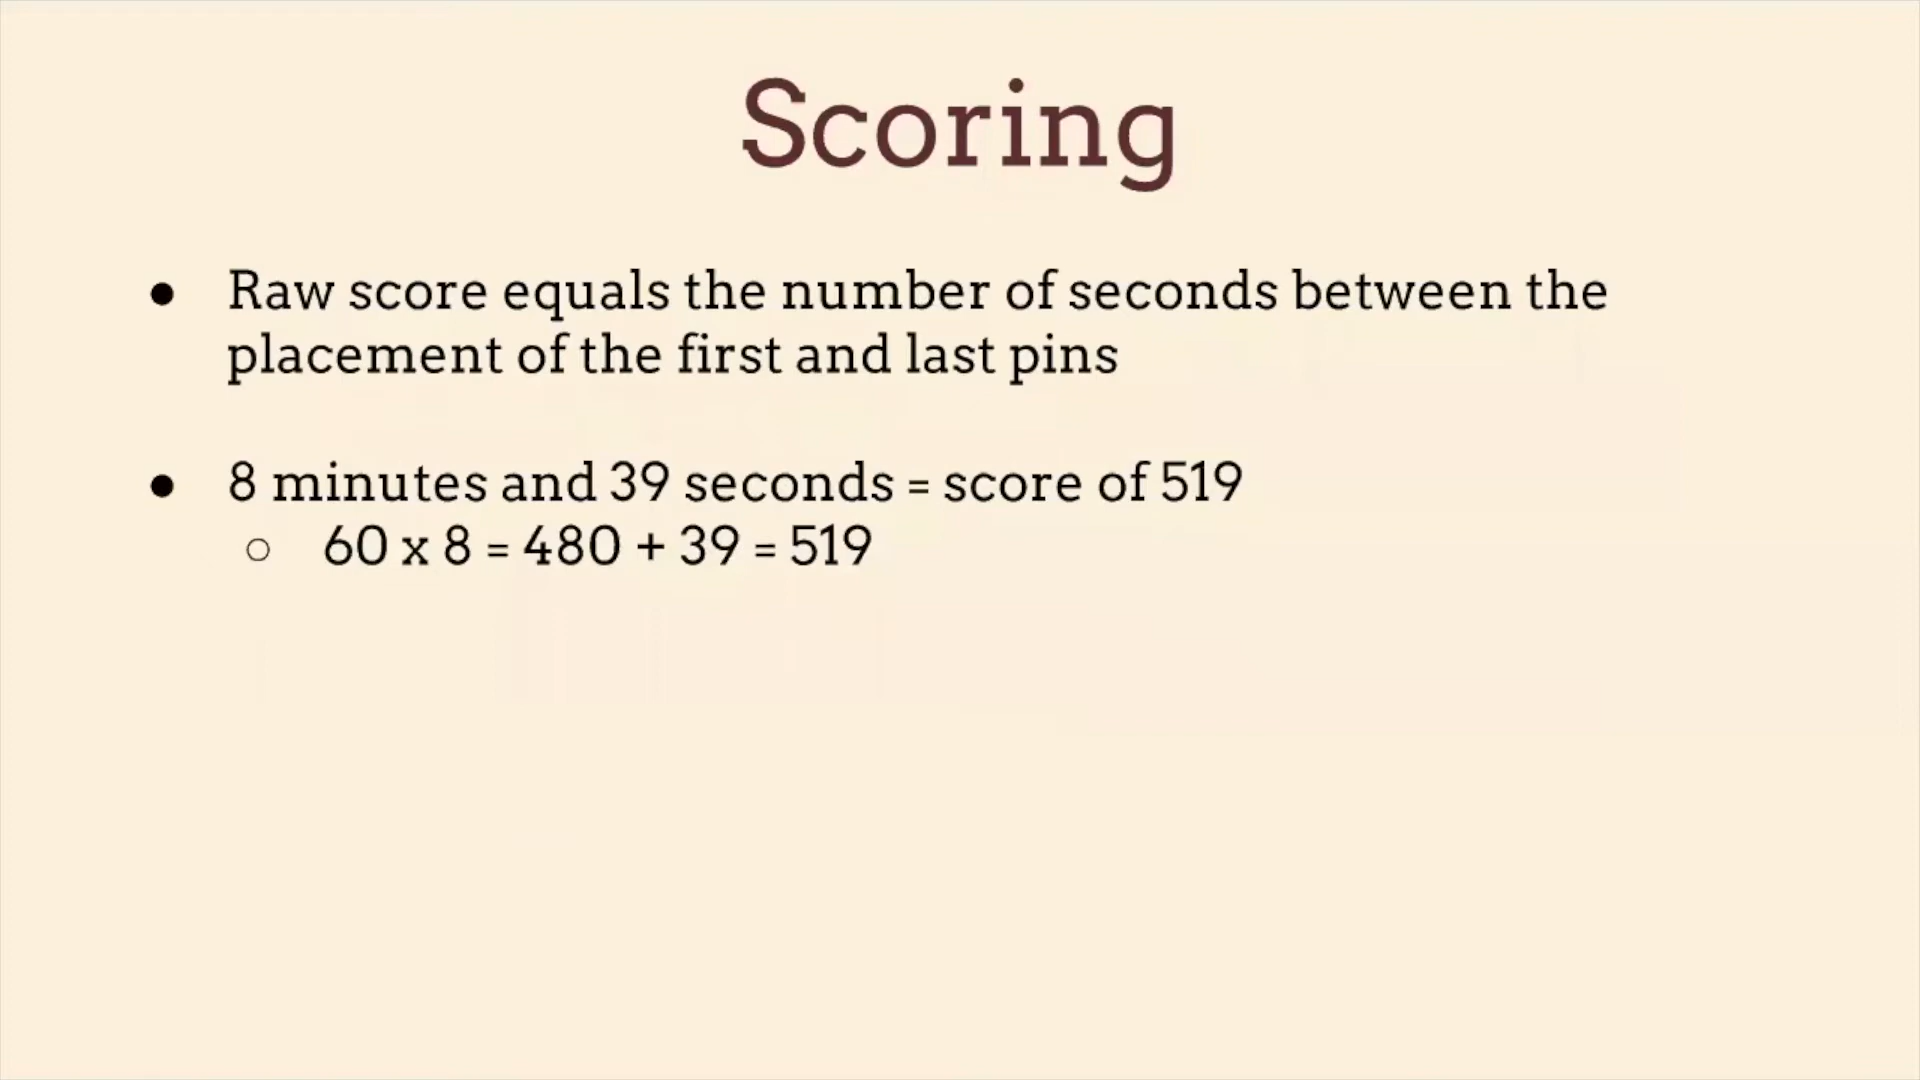 Scoring
● Raw score equals the number of seconds between the
placement of the first and last pins
● 8 minutes and 39 seconds = score of 519
○ 60 x 8 = 480 + 39 = 519